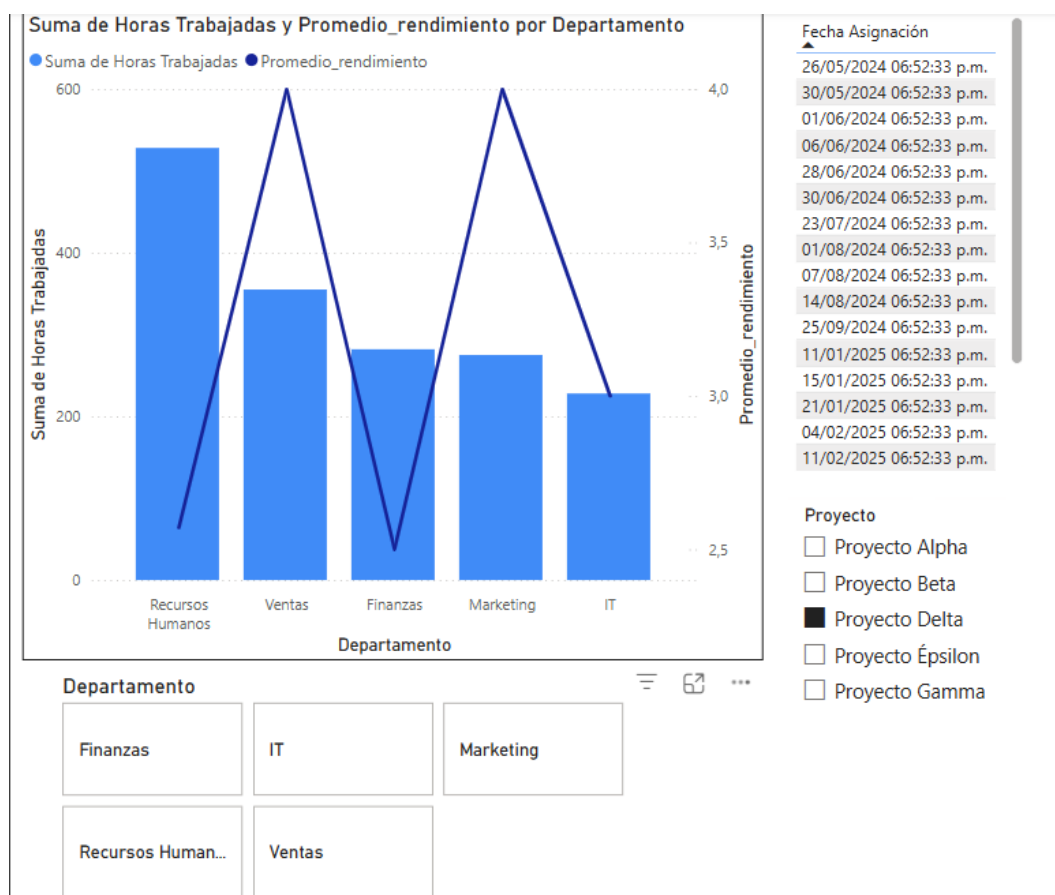 Suma de Horas Trabajadas y Promedio_rendimiento por Departamento
Suma de Horas Trabajadas Promedio_rendimiento
600
400
200
0
Suma de Horas Trabajadas
4,0
3,5
3,0
2,5
Promedio_rendimiento
Recursos
Humanos
Ventas
Finanzas
Marketing
IT
Departamento
Fecha Asignación
26/05/2024 06:52:33 p.m.
30/05/2024 06:52:33 p.m.
01/06/2024 06:52:33 p.m.
06/06/2024 06:52:33 p.m.
28/06/2024 06:52:33 p.m.
30/06/2024 06:52:33 p.m.
23/07/2024 06:52:33 p.m.
01/08/2024 06:52:33 p.m.
07/08/2024 06:52:33 p.m.
14/08/2024 06:52:33 p.m.
25/09/2024 06:52:33 p.m.
11/01/2025 06:52:33 p.m.
15/01/2025 06:52:33 p.m.
21/01/2025 06:52:33 p.m.
04/02/2025 06:52:33 p.m.
11/02/2025 06:52:33 p.m.
Proyecto
Proyecto Alpha
Proyecto Beta
Proyecto Delta
Proyecto Épsilon
Proyecto Gamma
Departamento
Finanzas
IT
Marketing
Recursos Human...
Ventas